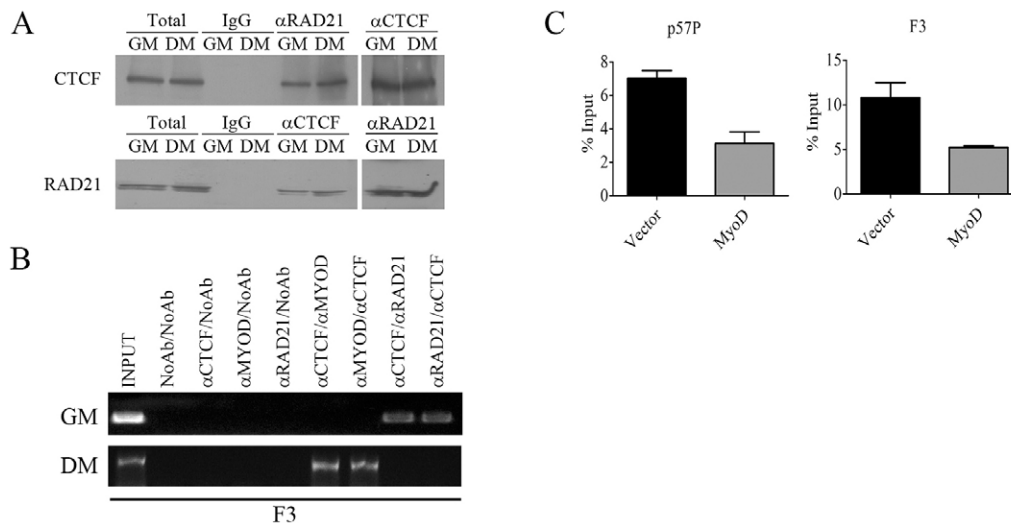 A
Total IgG αRAD21 αCTCF
GM DM GM DM GM DM GM DM
CTCF
Total IgG αCTCF αRAD21
GM DM GM DM GM DM GM DM
RAD21
B
INPUT
NoAb/NoAb
αCTCF/NoAb
αMYOD/NoAb
αRAD21/NoAb
αCTCF/αMYOD
αMYOD/αCTCF
αCTCF/αRAD21
αRAD21/αCTCF
GM
DM
F3
C
p57P
% Input
8
6
4
2
0
Vector
MyoD
F3
% Input
15
10
5
0
Vector
MyoD